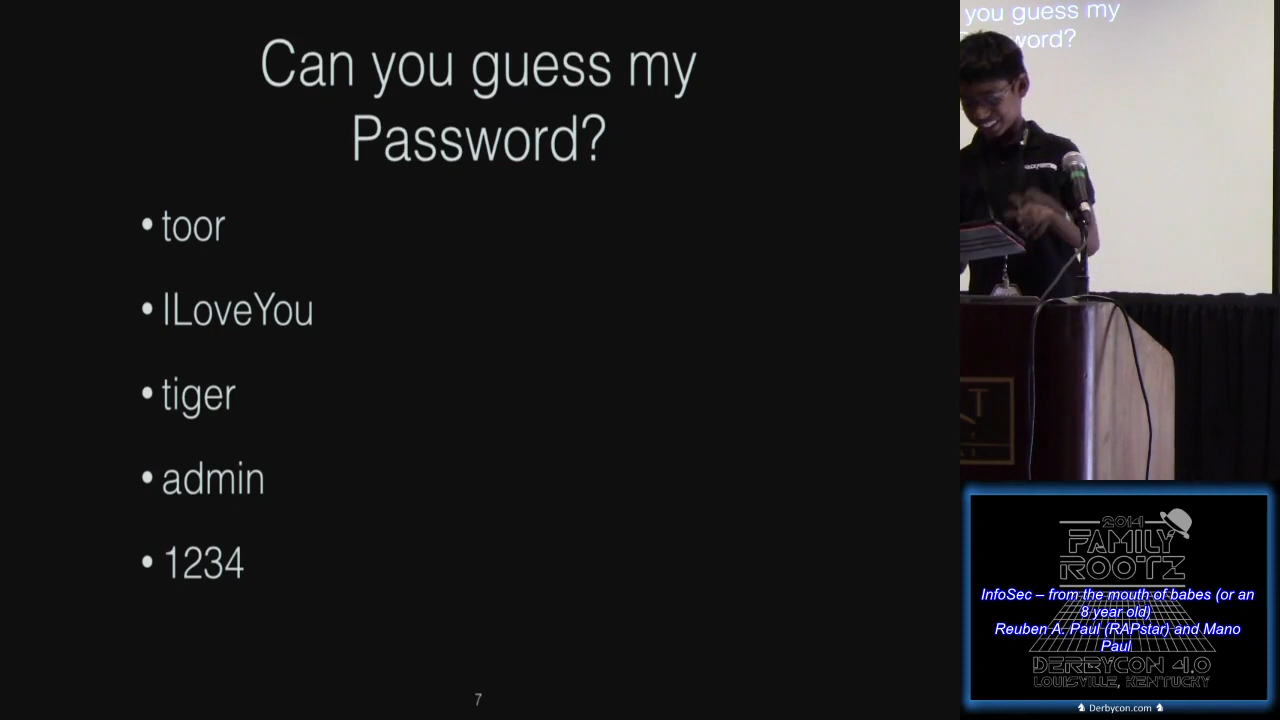 Can you guess my
Password?
• toor
• ILoveYou
• tiger
• admin
• 1234
7
you guess my
word?
2014
FAMILY
ROOTZ
InfoSec – from the mouth of babes (or an
8 year old)
Reuben A. Paul (RAPstar) and Mano
Paul
DERBYCON 4.0
LOUISVILLE, KENTUCKY
Derbycon.com